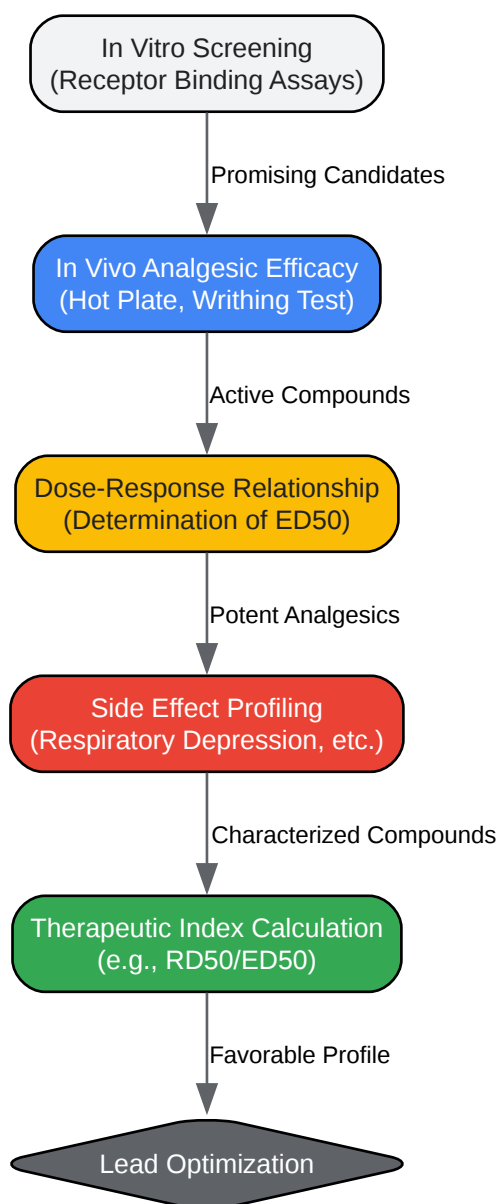 In Vitro Screening
(Receptor Binding Assays)
Promising Candidates
In Vivo Analgesic Efficacy
(Hot Plate, Writhing Test)
Active Compounds
Dose-Response Relationship
(Determination of ED50)
Potent Analgesics
Side Effect Profiling
(Respiratory Depression, etc.)
Characterized Compounds
Therapeutic Index Calculation
(e.g., RD50/ED50)
Favorable Profile
Lead Optimization